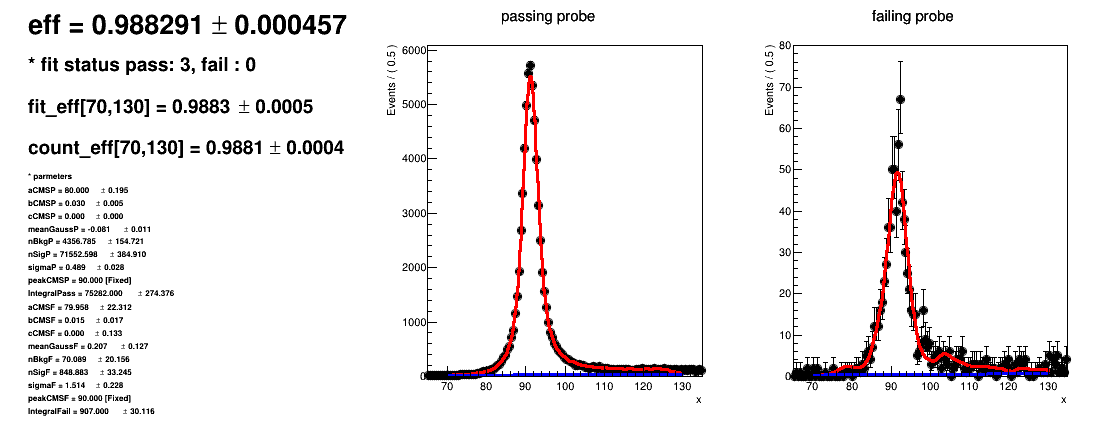 eff = 0.988291 ± 0.000457
* fit status pass: 3, fail : 0
fit_eff[70,130] = 0.9883 ± 0.0005
count_eff[70,130] = 0.9881 ± 0.0004
* parmeters
aCMSP = 80.000 ± 0.195
bCMSP = 0.030 ± 0.005
cCMSP = 0.000 ± 0.000
meanGaussP = -0.081 ± 0.011
nBkgP = 4356.785 ± 154.721
nSigP = 71552.598 ± 384.910
sigmaP = 0.489 ± 0.028
peakCMSP = 90.000 [Fixed]
IntegralPass = 75282.000 ± 274.376
aCMSF = 79.958 ± 22.312
bCMSF = 0.015 ± 0.017
cCMSF = 0.000 ± 0.133
meanGaussF = 0.207 ± 0.127
nBkgF = 70.089 ± 20.156
nSigF = 848.883 ± 33.245
sigmaF = 1.514 ± 0.228
peakCMSF = 90.000 [Fixed]
IntegralFail = 907.000 ± 30.116
passing probe
Events / ( 0.5 )
6000
5000
4000
3000
2000
1000
0
70 80 90 100 110 120 130
x
failing probe
Events / ( 0.5 )
80
70
60
50
40
30
20
10
0
70 80 90 100 110 120 130
x